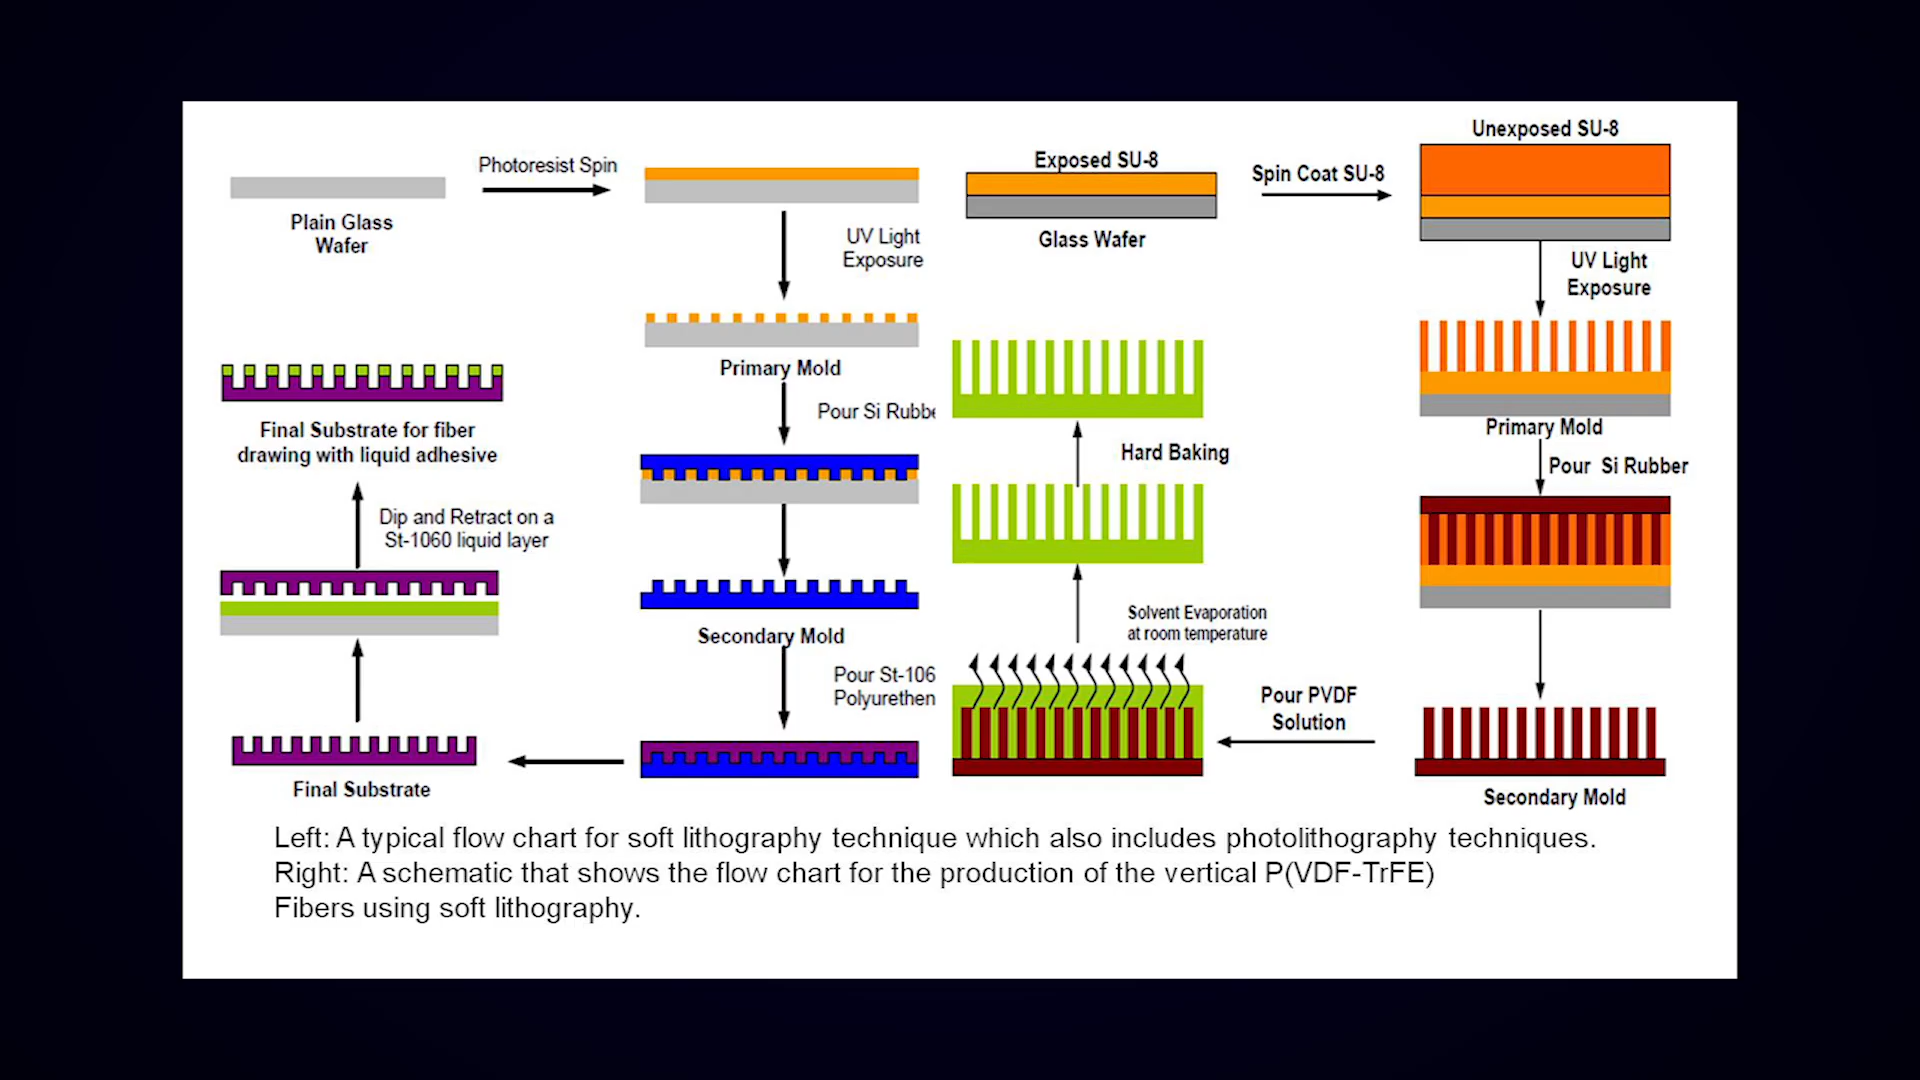 Photoresist Spin
Plain Glass
Wafer
UV Light
Exposure
Primary Mold
Pour Si Rubbe
Secondary Mold
Pour St-106
Polyurethen
Final Substrate
Dip and Retract on a
St-1060 liquid layer
Final Substrate for fiber
drawing with liquid adhesive
Exposed SU-8
Glass Wafer
Spin Coat SU-8
Unexposed SU-8
UV Light
Exposure
Primary Mold
Pour Si Rubber
Secondary Mold
Pour PVDF
Solution
Solvent Evaporation
at room temperature
Hard Baking
Left: A typical flow chart for soft lithography technique which also includes photolithography techniques.
Right: A schematic that shows the flow chart for the production of the vertical P(VDF-TrFE)
Fibers using soft lithography.